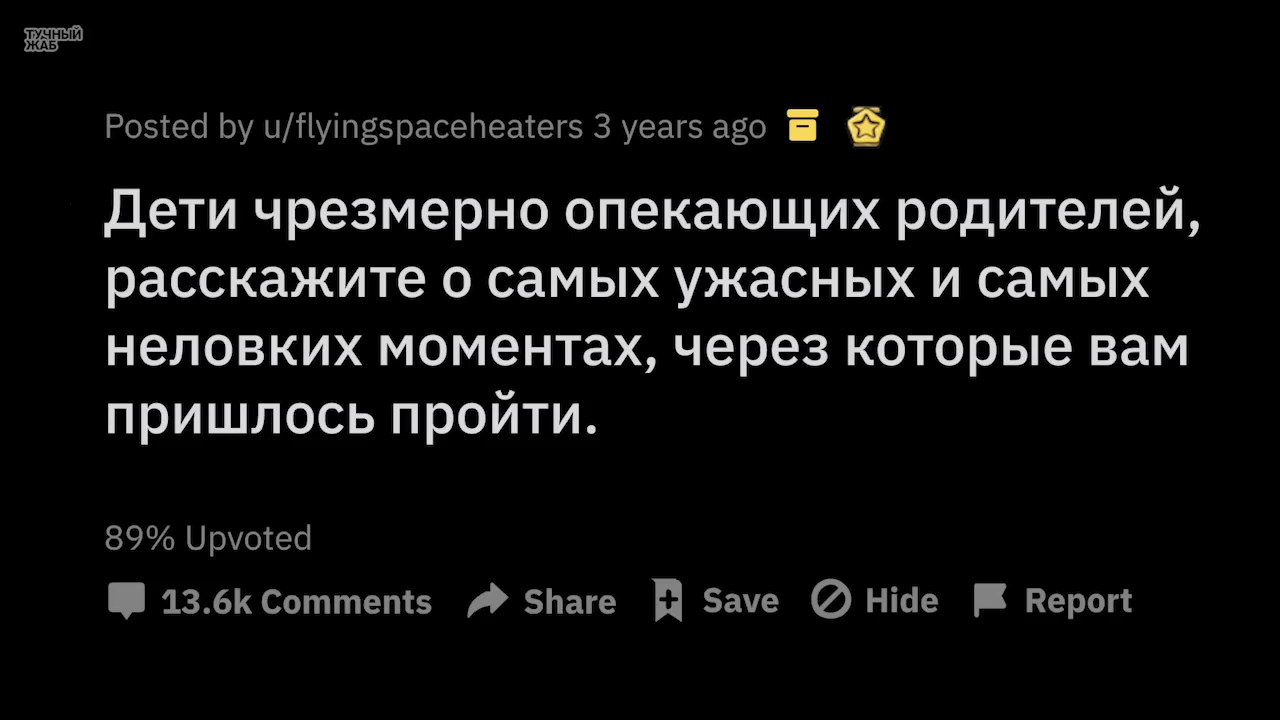 ТУЧНЫЙ
ЖАБ
Posted by u/flyingspaceheaters 3 years ago
Дети чрезмерно опекающих родителей,
расскажите о самых ужасных и самых
неловких моментах, через которые вам
пришлось пройти.
89% Upvoted
13.6k Comments Share Save Hide Report